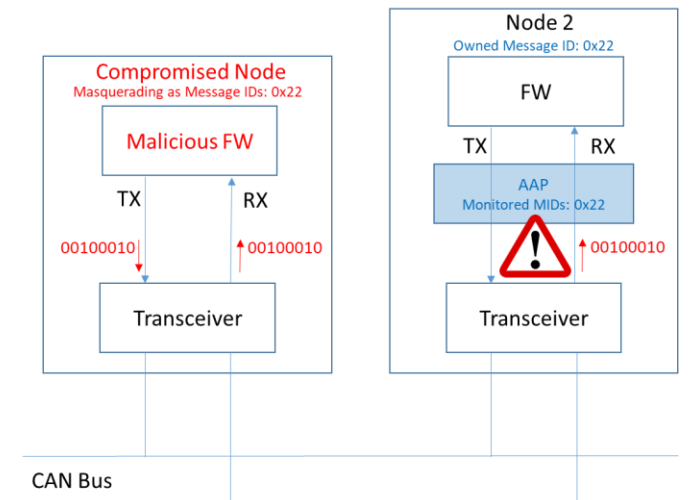 Compromised Node
Masquerading as Message IDs: 0x22
Malicious FW
TX
RX
00100010
00100010
Transceiver
Node 2
Owned Message ID: 0x22
FW
TX
RX
AAP
Monitored MIDs: 0x22
!
00100010
Transceiver
CAN Bus